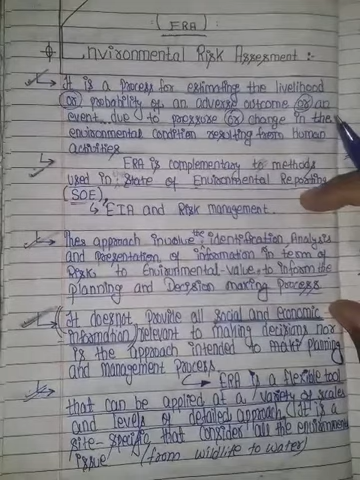 ( ERA )
Environmental Risk Assesment :-
It is a process for estimating the livelihood
(or) probability of an adverse outcome (or) an
event due to pressure (or) change in the
environmental condition resulting from Human
activities
ERA is complementary to methods
used in: State of Environmental Reporting
(SOE),
EIA and Risk management.
This approach involve: the identification, Analysis
and presentation of information in term of
Risks to Environmental-value to inform the
planning and Decision making Process
It doesnot provide all Social and Economic
information relevant to making decisions nor
is the approach intended to make planning
and management process
ERA is a flexible tool
that can be applied at a variety of scales
and levels of detailed approach. It is a
site-specific that consider all the environment
issue (from wildlife to water)